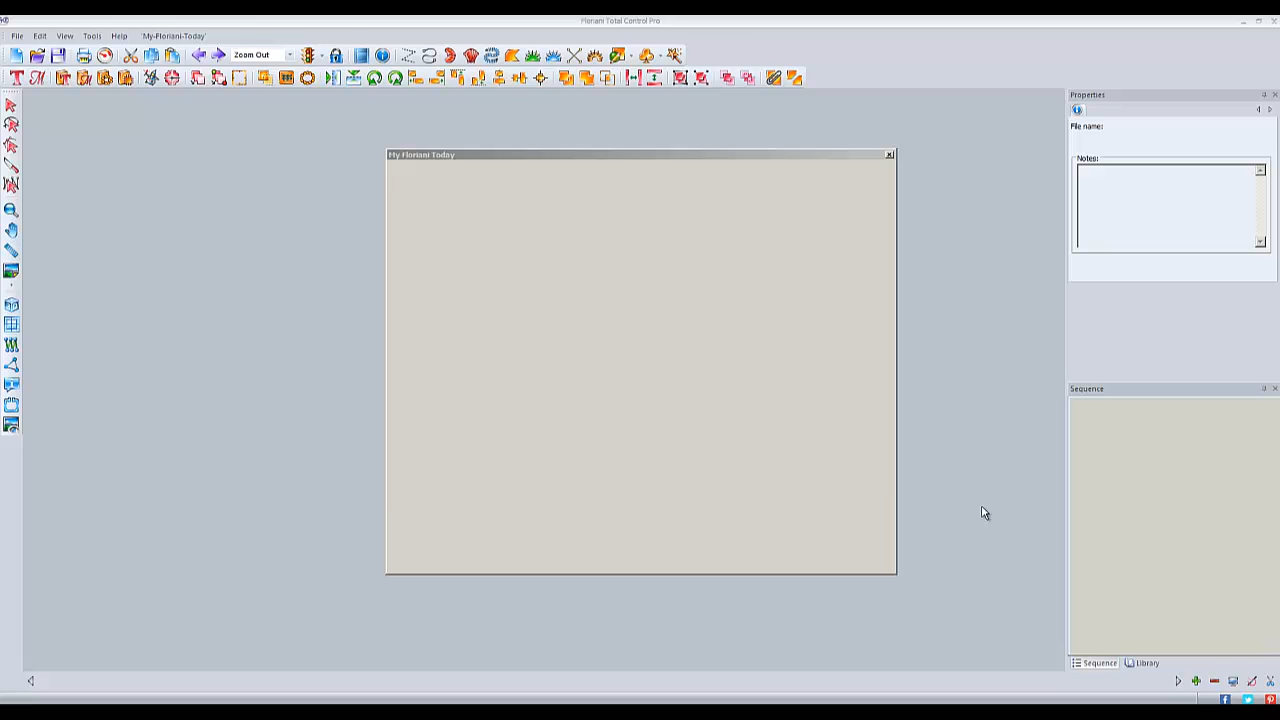 Floriani Total Control Pro
File Edit View Tools Help 'My-Floriani-Today'
Zoom Out
Properties
File name:
Notes:
My Floriani Today
Sequence
Sequence Library